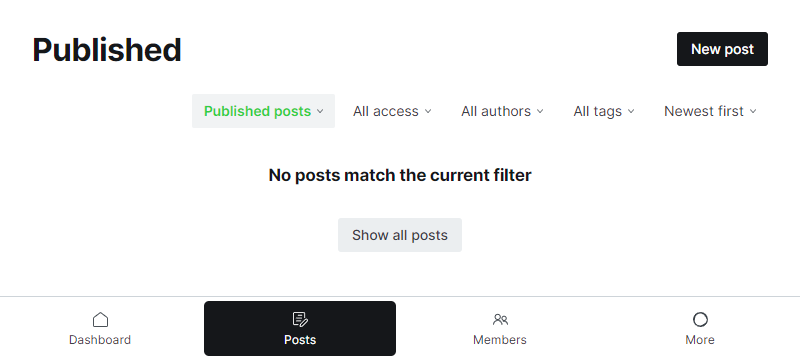 Published
New post
Published posts
All access
All authors
All tags
Newest first
No posts match the current filter
Show all posts
Dashboard
Posts
Members
More